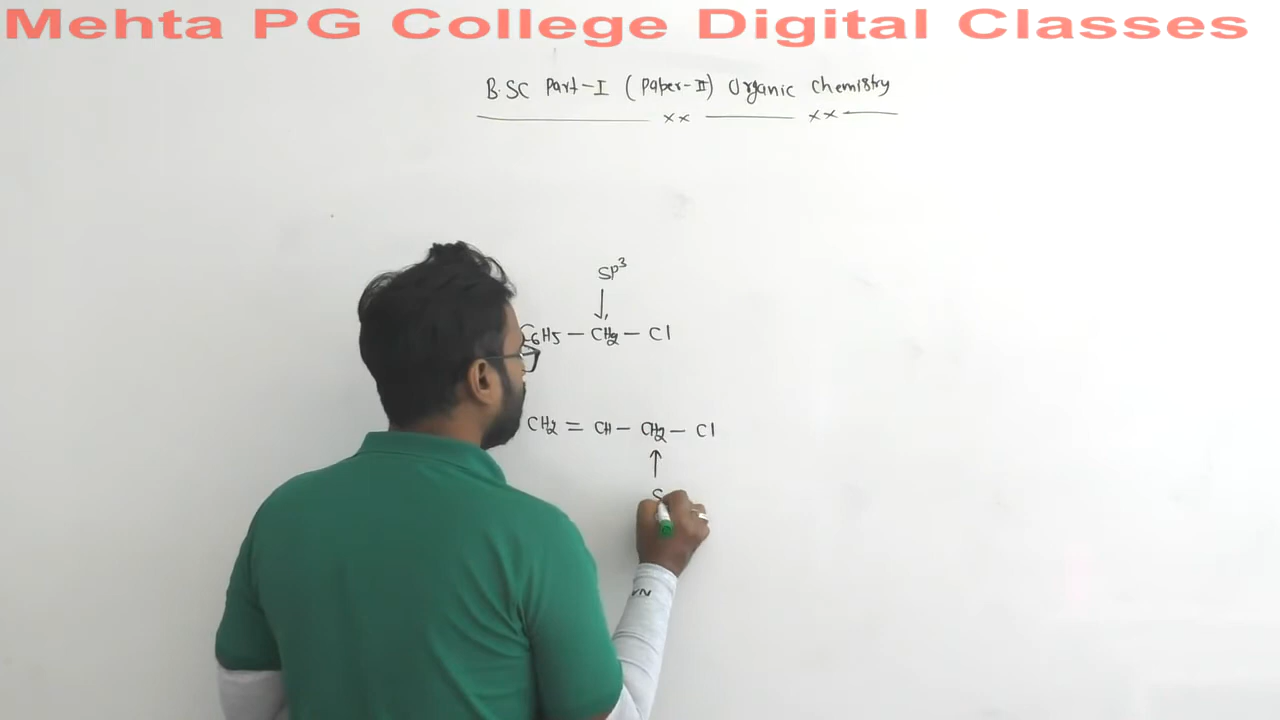 Mehta PG College Digital Classes
B.SC Part-I (Paper-II) Organic Chemistry
xx xx
SP³
C6H5 — CH2 — Cl
CH2 = CH — CH2 — Cl
S